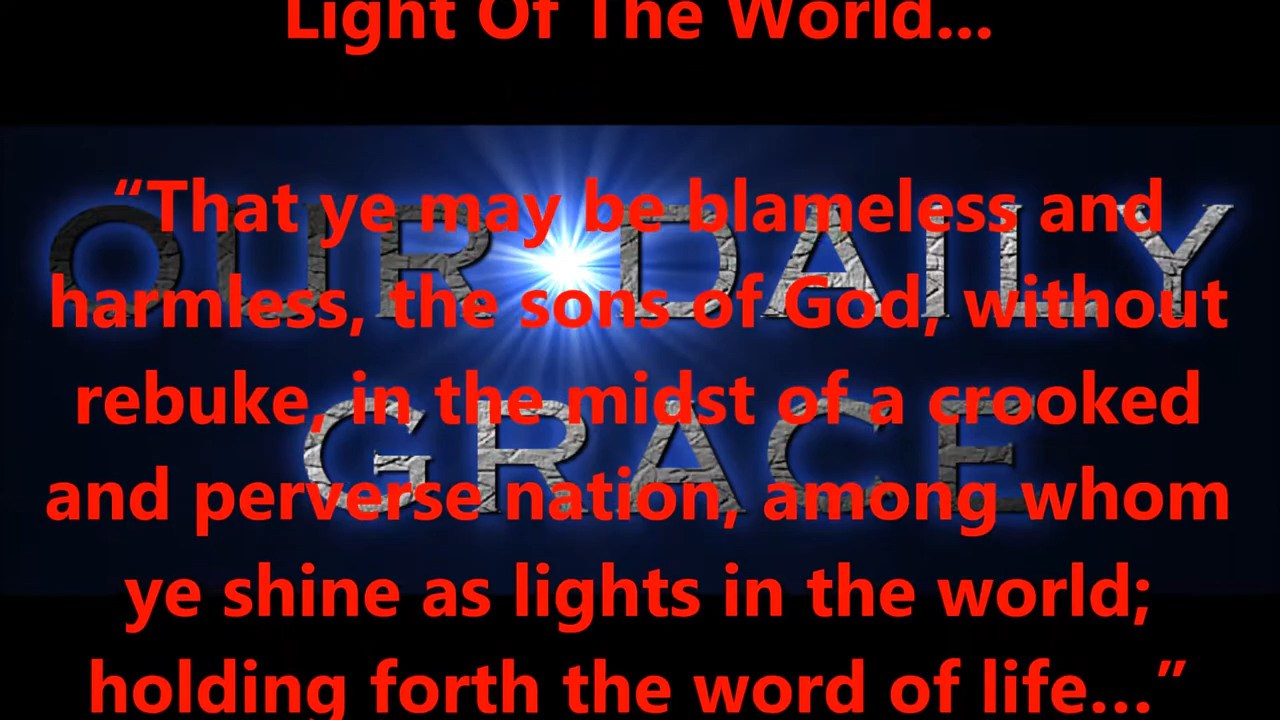 Light Of The World...
“That ye may be blameless and
OUR DAILY
harmless, the sons of God, without
rebuke, in the midst of a crooked
GRACE
and perverse nation, among whom
ye shine as lights in the world;
holding forth the word of life...”